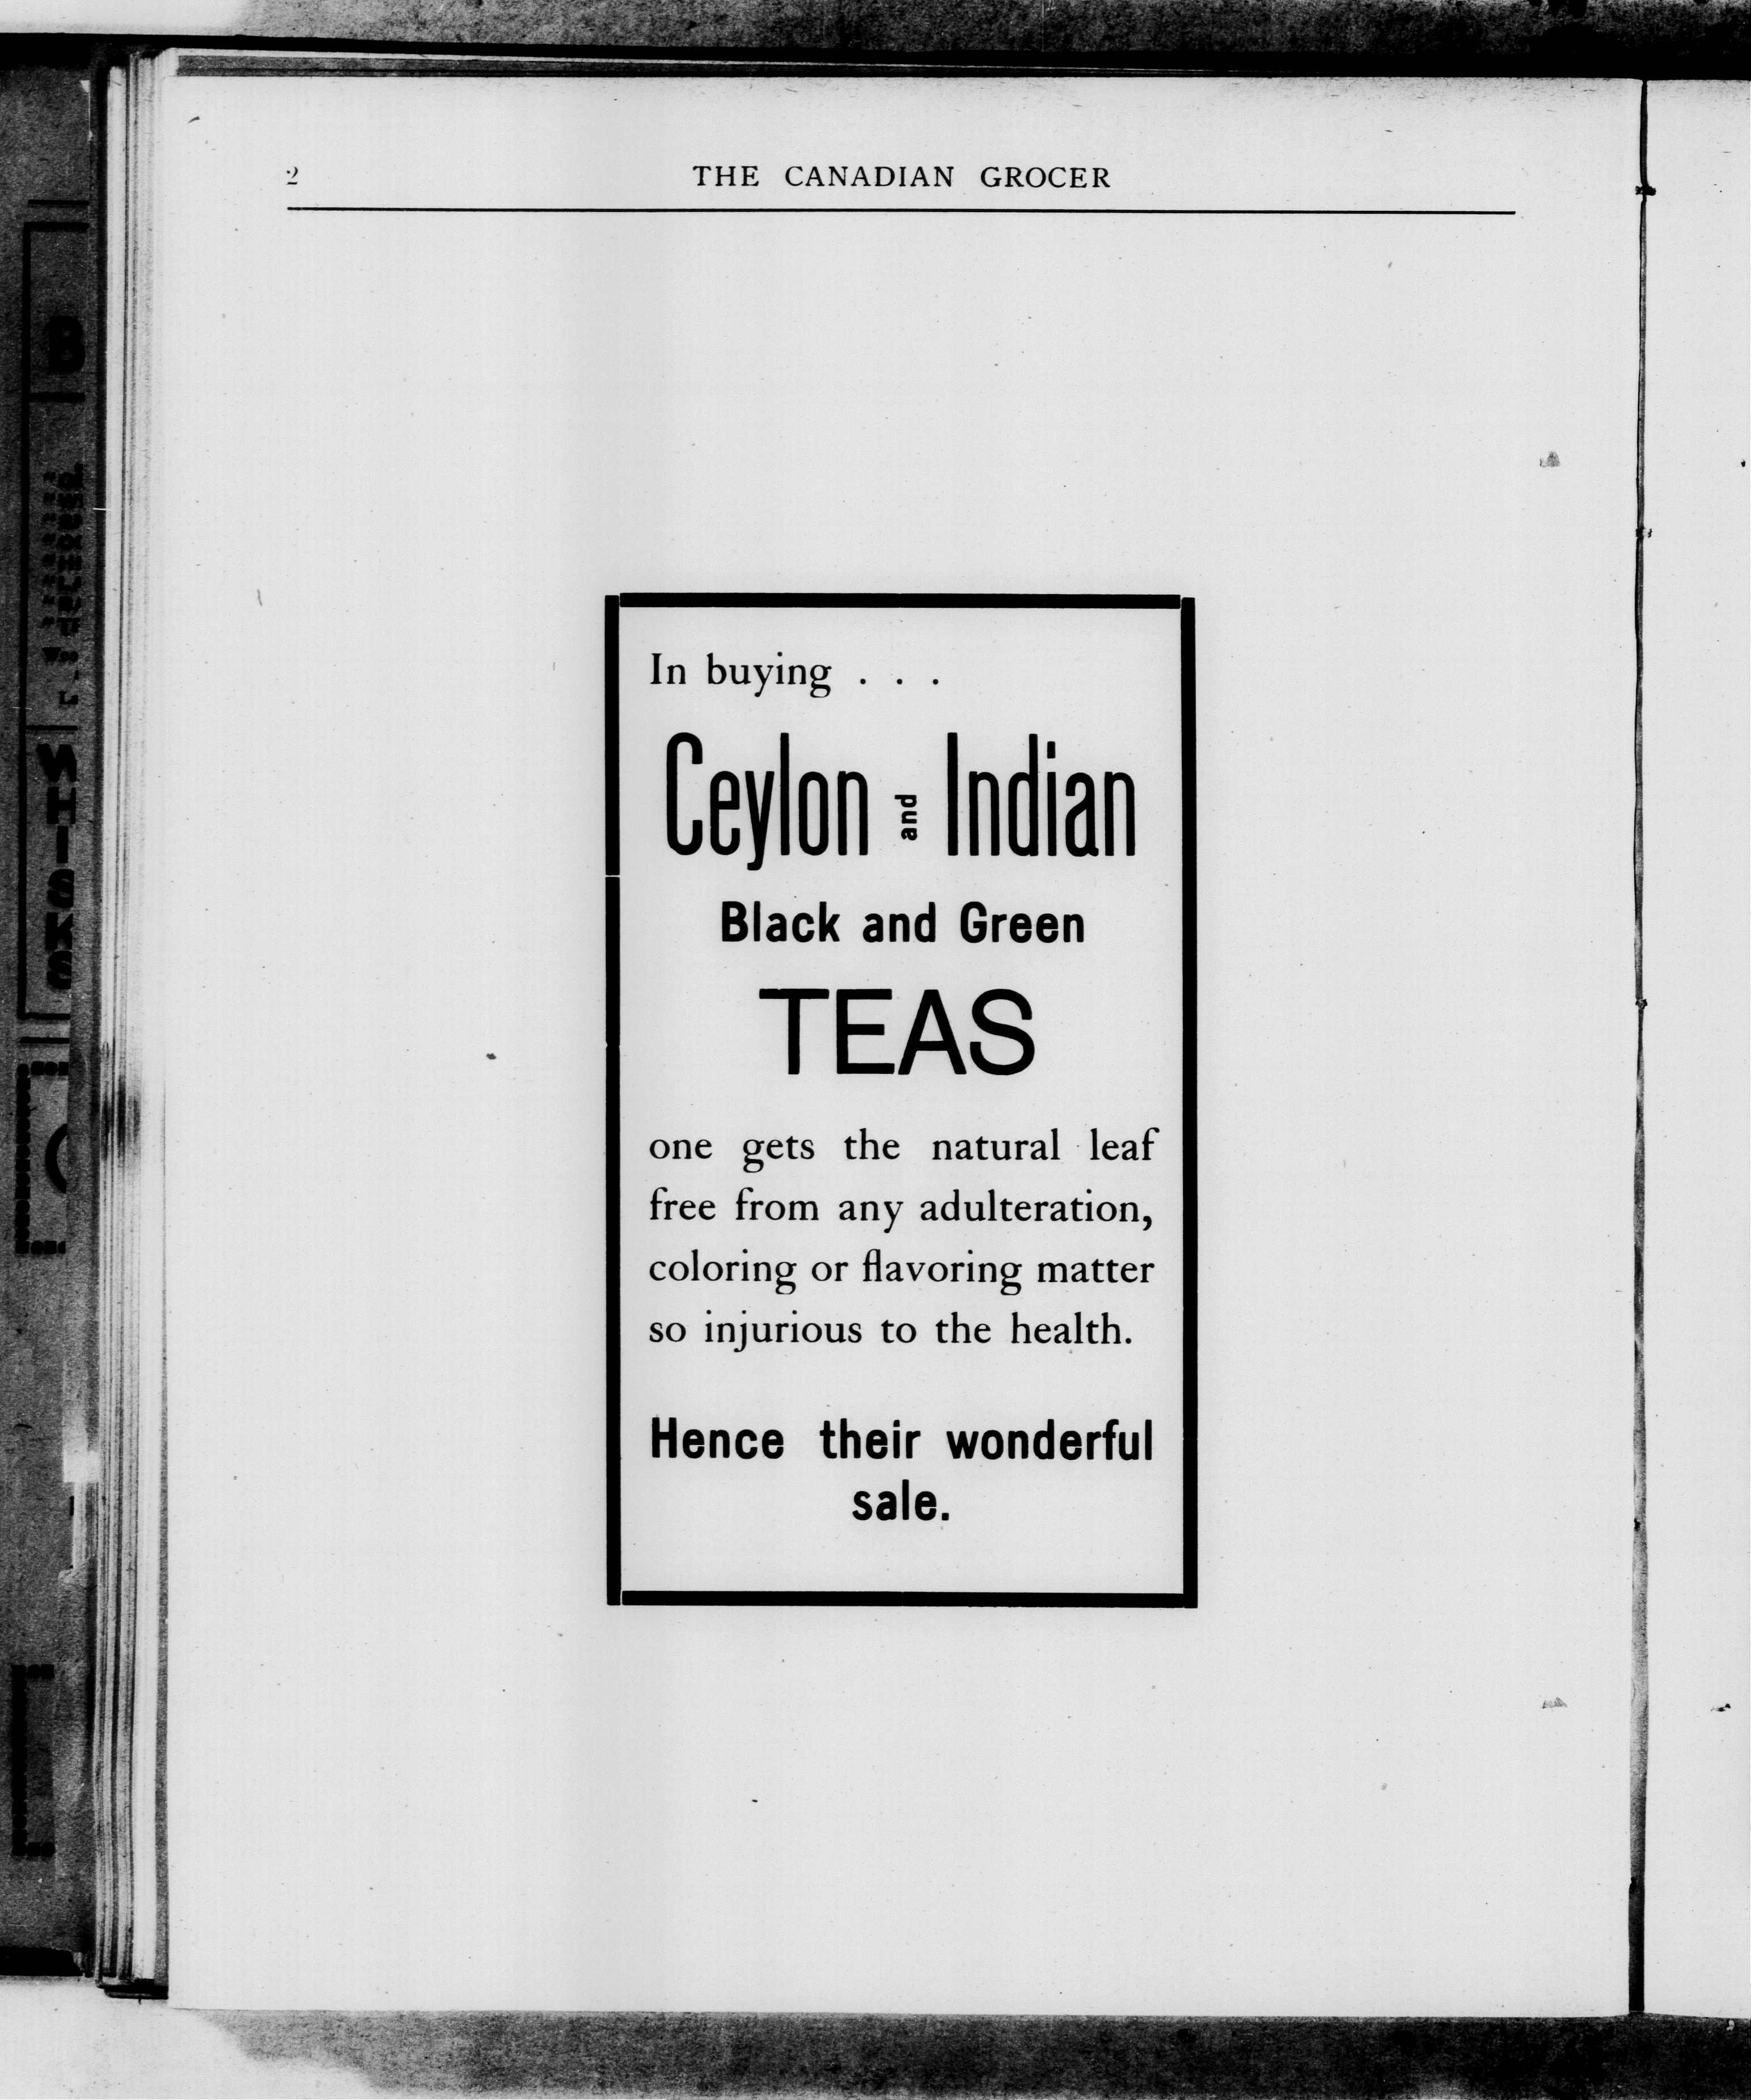 2
THE CANADIAN GROCER
In buying . . .
Ceylon and Indian
Black and Green
TEAS
one gets the natural leaf
free from any adulteration,
coloring or flavoring matter
so injurious to the health.
Hence their wonderful
sale.